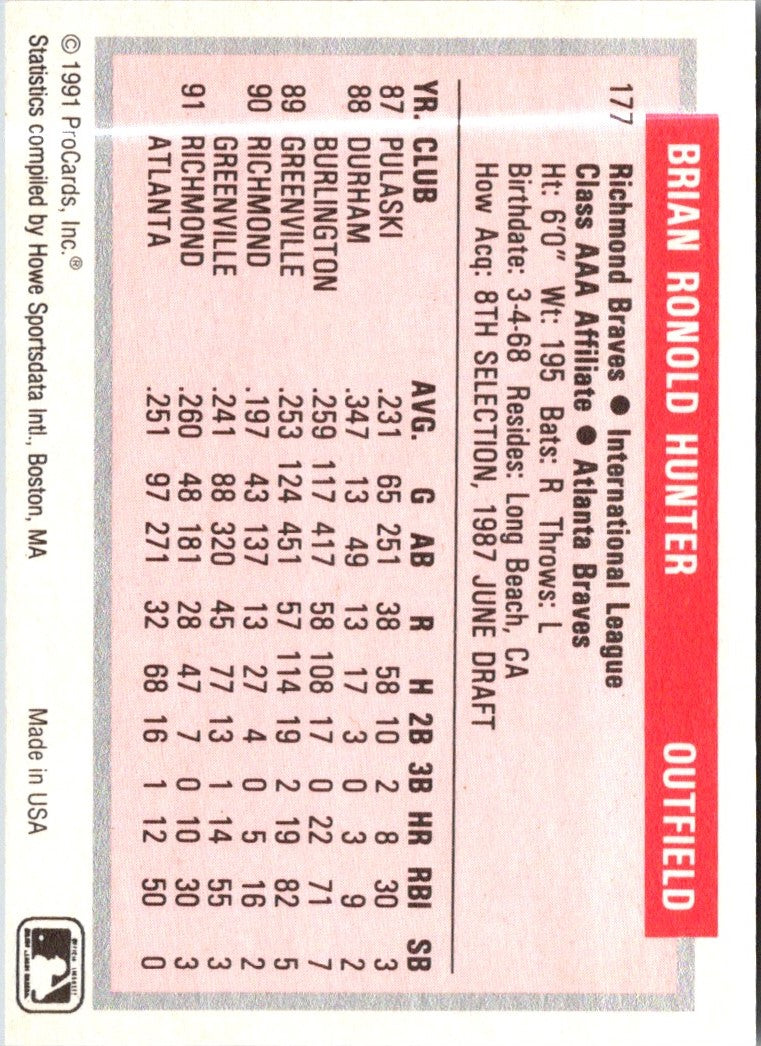 BRIAN RONOLD HUNTER OUTFIELD
177 Richmond Braves ● International League
Class AAA Affiliate ● Atlanta Braves
Ht: 6'0" Wt: 195 Bats: R Throws: L
Birthdate: 3-4-68 Resides: Long Beach, CA
How Acq: 8TH SELECTION, 1987 JUNE DRAFT
YR. CLUB AVG. G AB R H 2B 3B HR RBI SB
87 PULASKI .231 65 251 38 58 10 2 8 30 3
88 DURHAM .347 13 49 13 17 3 0 3 9 2
BURLINGTON .259 117 417 58 108 17 0 22 71 7
89 GREENVILLE .253 124 451 57 114 19 2 19 82 5
90 RICHMOND .197 43 137 13 27 4 0 5 16 2
GREENVILLE .241 88 320 45 77 13 1 14 55 3
91 RICHMOND .260 48 181 28 47 7 0 10 30 3
ATLANTA .251 97 271 32 68 16 1 12 50 0
© 1991 ProCards, Inc.®
Statistics compiled by Howe Sportsdata Intl., Boston, MA Made in USA